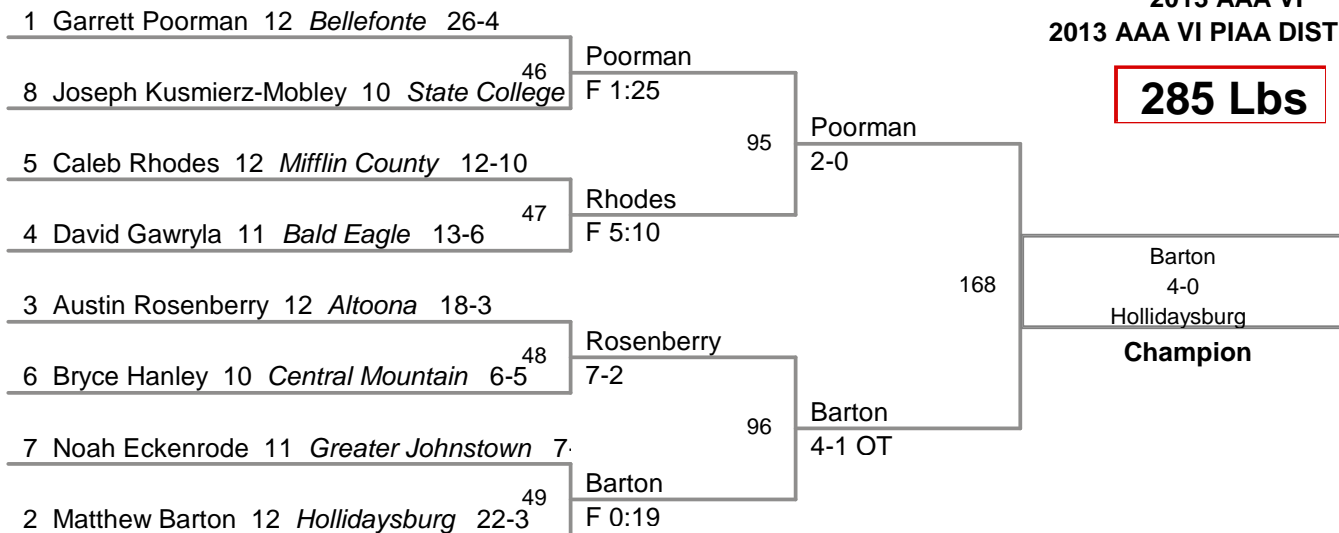 2013 AAA VI
2013 AAA VI PIAA DIST
285 Lbs
1 Garrett Poorman 12 Bellefonte 26-4
46
8 Joseph Kusmierz-Mobley 10 State College
Poorman
F 1:25
5 Caleb Rhodes 12 Mifflin County 12-10
47
4 David Gawryla 11 Bald Eagle 13-6
Rhodes
F 5:10
95
Poorman
2-0
3 Austin Rosenberry 12 Altoona 18-3
48
6 Bryce Hanley 10 Central Mountain 6-5
Rosenberry
7-2
7 Noah Eckenrode 11 Greater Johnstown 7-
49
2 Matthew Barton 12 Hollidaysburg 22-3
Barton
F 0:19
96
Barton
4-1 OT
168
Barton
4-0
Hollidaysburg
Champion